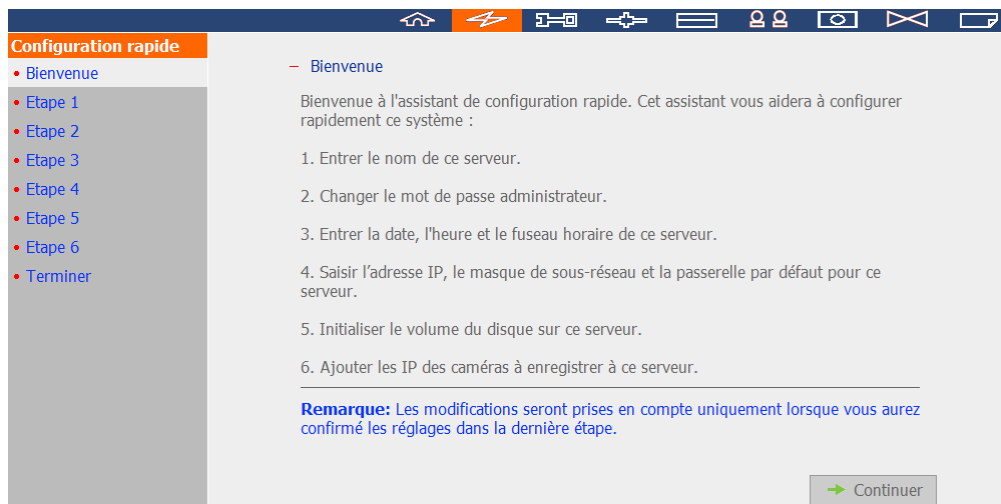 Configuration rapide
• Bienvenue
• Etape 1
• Etape 2
• Etape 3
• Etape 4
• Etape 5
• Etape 6
• Terminer
– Bienvenue
Bienvenue à l'assistant de configuration rapide. Cet assistant vous aidera à configurer
rapidement ce système :
1. Entrer le nom de ce serveur.
2. Changer le mot de passe administrateur.
3. Entrer la date, l'heure et le fuseau horaire de ce serveur.
4. Saisir l’adresse IP, le masque de sous-réseau et la passerelle par défaut pour ce
serveur.
5. Initialiser le volume du disque sur ce serveur.
6. Ajouter les IP des caméras à enregistrer à ce serveur.
Remarque: Les modifications seront prises en compte uniquement lorsque vous aurez
confirmé les réglages dans la dernière étape.
Continuer